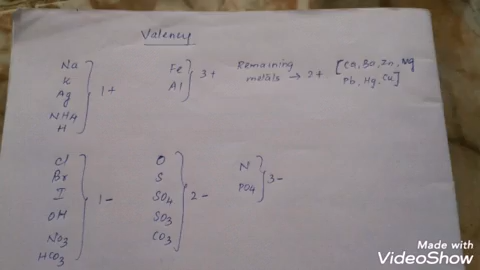 Valency
Na
K
Ag
NH4
H
1+
Fe
Al
3+
Remaining
metals → 2+
[Ca, Ba, Zn, Mg
Pb, Hg, Cu]
Cl
Br
I
OH
NO3
HCO3
1-
O
S
SO4
SO3
CO3
2-
N
PO4
3-
Made with
VideoShow